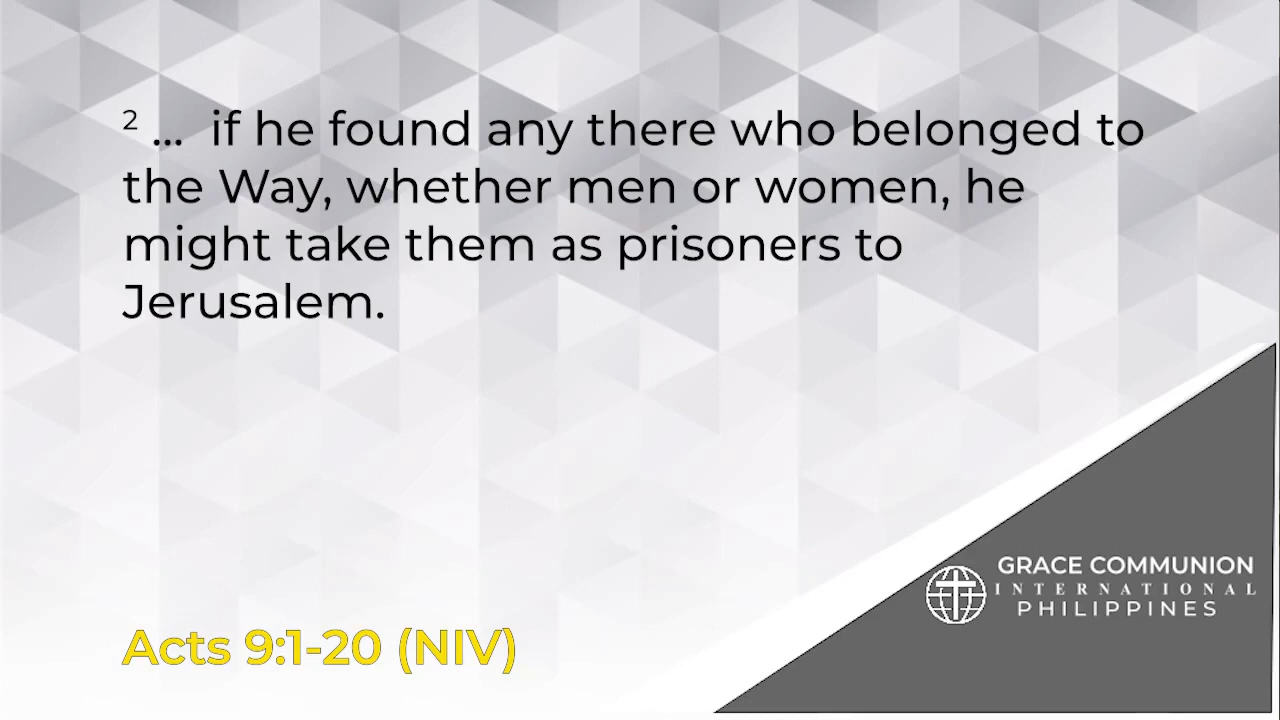 ² ... if he found any there who belonged to
the Way, whether men or women, he
might take them as prisoners to
Jerusalem.
GRACE COMMUNION
INTERNATIONAL
PHILIPPINES
Acts 9:1-20 (NIV)